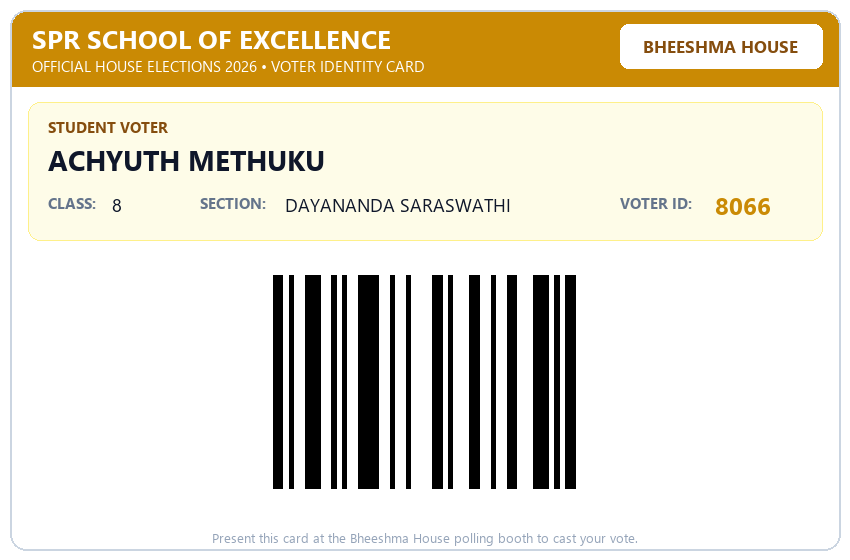 SPR SCHOOL OF EXCELLENCE
OFFICIAL HOUSE ELECTIONS 2026 • VOTER IDENTITY CARD
BHEESHMA HOUSE
STUDENT VOTER
ACHYUTH METHUKU
CLASS: 8 SECTION: DAYANANDA SARASWATHI VOTER ID: 8066
Present this card at the Bheeshma House polling booth to cast your vote.